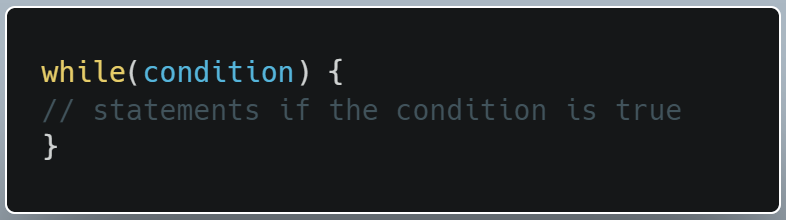 while(condition) {
// statements if the condition is true
}